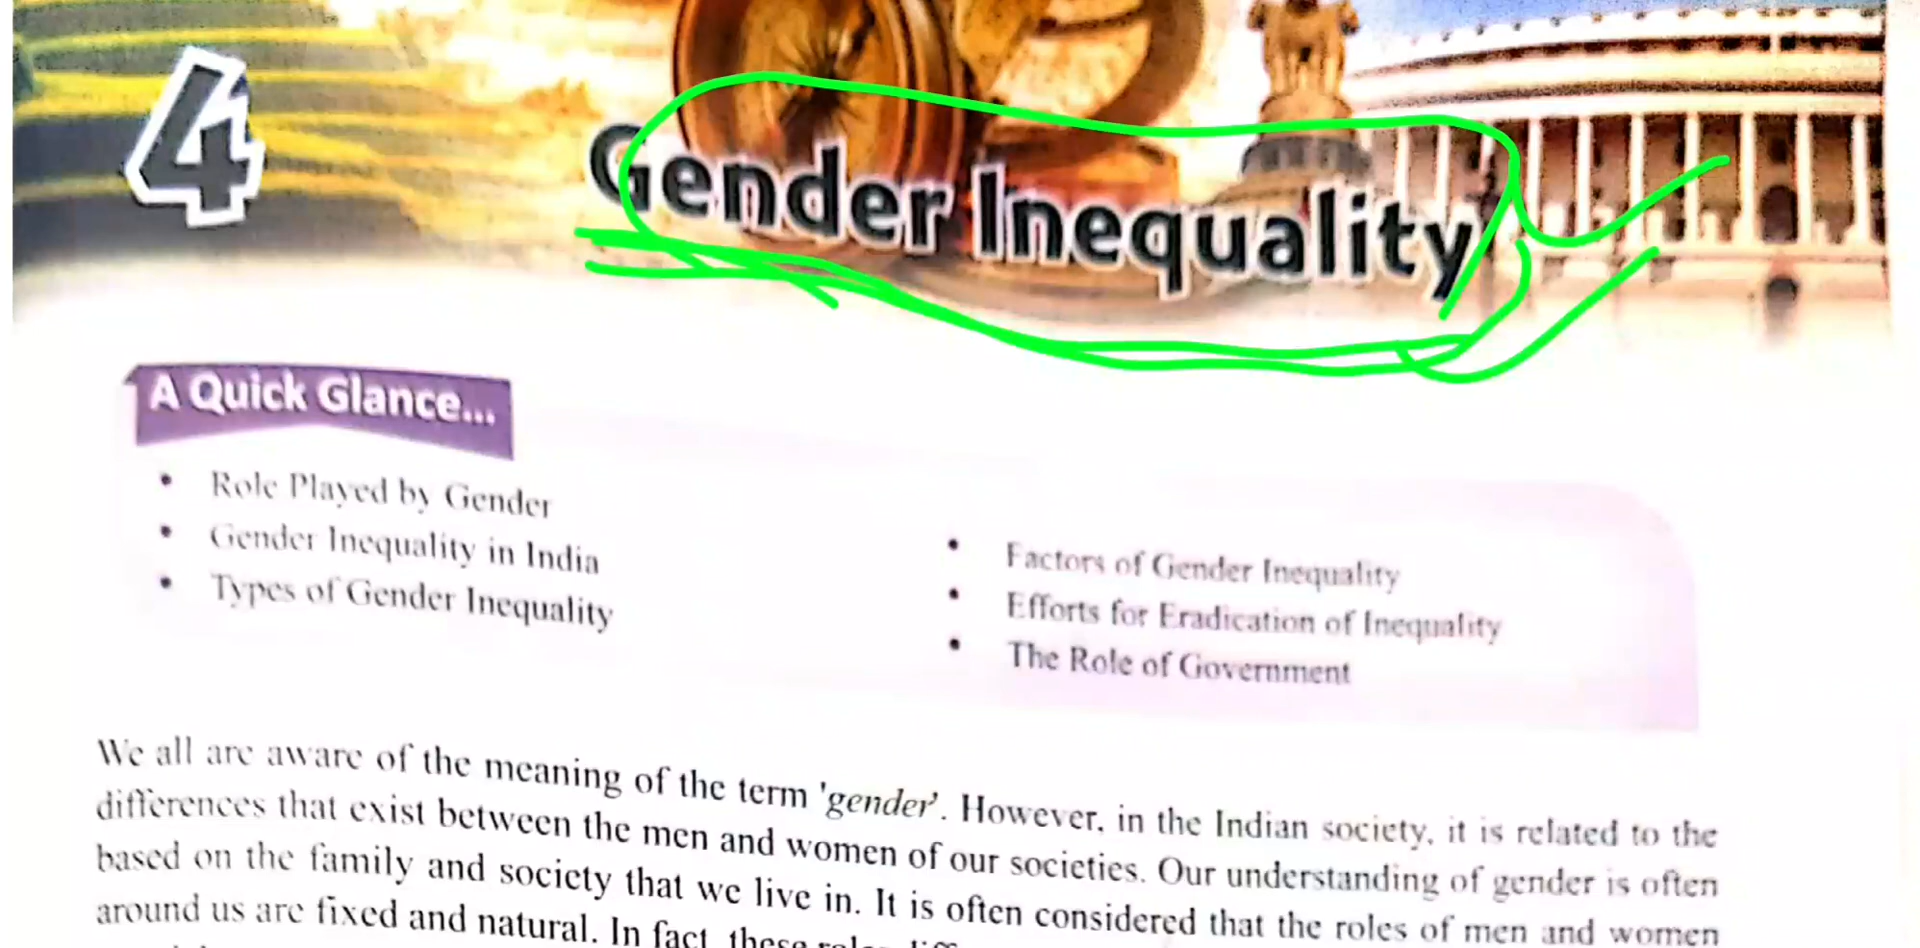 4
Gender Inequality
A Quick Glance...
• Role Played by Gender
• Gender Inequality in India
• Types of Gender Inequality
• Factors of Gender Inequality
• Efforts for Eradication of Inequality
• The Role of Government
We all are aware of the meaning of the term 'gender'. However, in the Indian society, it is related to the
differences that exist between the men and women of our societies. Our understanding of gender is often
based on the family and society that we live in. It is often considered that the roles of men and women
around us are fixed and natural. In fact, these roles